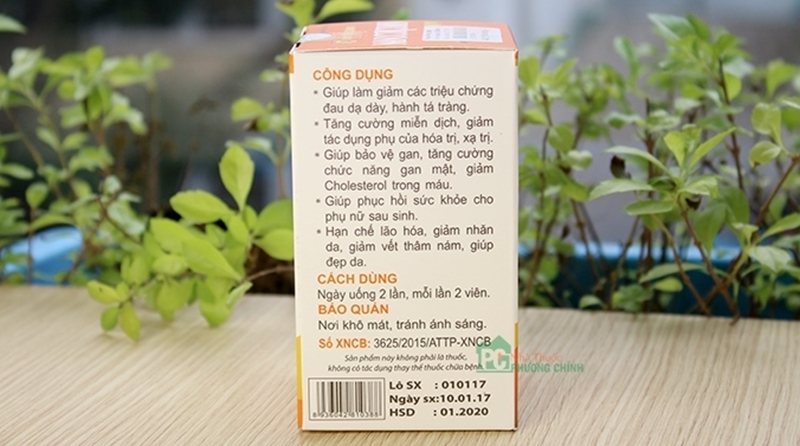 CÔNG DỤNG
• Giúp làm giảm các triệu chứng
đau dạ dày, hành tá tràng.
• Tăng cường miễn dịch, giảm
tác dụng phụ của hóa trị, xạ trị.
• Giúp bảo vệ gan, tăng cường
chức năng gan mật, giảm
Cholesterol trong máu.
• Giúp phục hồi sức khỏe cho
phụ nữ sau sinh.
• Hạn chế lão hóa, giảm nhăn
da, giảm vết thâm nám, giúp
đẹp da.
CÁCH DÙNG
Ngày uống 2 lần, mỗi lần 2 viên.
BẢO QUẢN
Nơi khô mát, tránh ánh sáng.
Số XNCB: 3625/2015/ATTP-XNCB
Sản phẩm này không phải là thuốc,
không có tác dụng thay thế thuốc chữa bệnh.
PC Nhà Thuốc
PHƯƠNG CHÍNH
Lô SX : 010117
Ngày sx:10.01.17
HSD : 01.2020
8 936042 810388